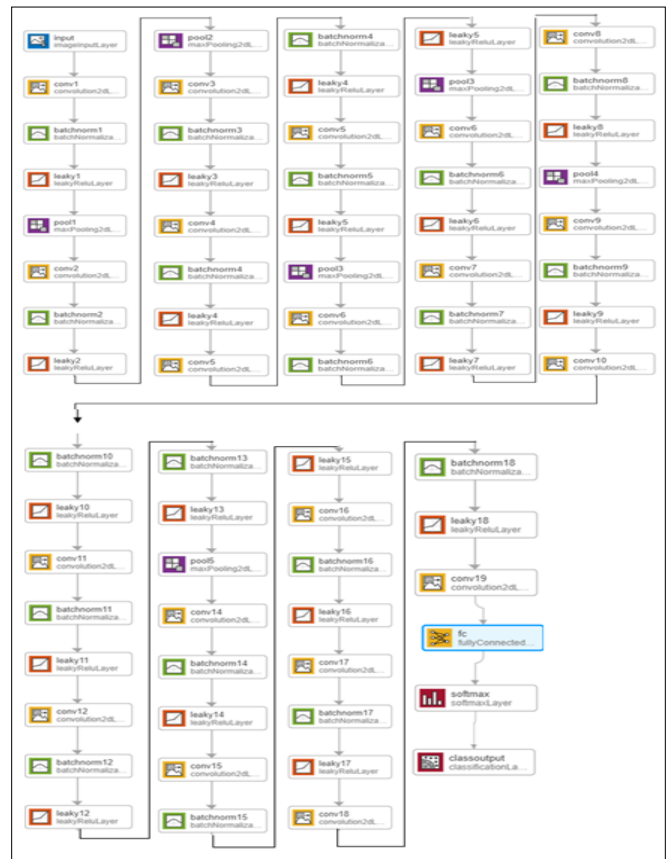 input
imageInputLayer
conv1
convolution2dL...
batchnorm1
batchNormaliza...
leaky1
leakyReluLayer
pool1
maxPooling2dL...
conv2
convolution2dL...
batchnorm2
batchNormaliza...
leaky2
leakyReluLayer
pool2
maxPooling2dL...
conv3
convolution2dL...
batchnorm3
batchNormaliza...
leaky3
leakyReluLayer
conv4
convolution2dL...
batchnorm4
batchNormaliza...
leaky4
leakyReluLayer
conv5
convolution2dL...
batchnorm4
batchNormaliza...
leaky4
leakyReluLayer
conv5
convolution2dL...
batchnorm5
batchNormaliza...
leaky5
leakyReluLayer
pool3
maxPooling2dL...
conv6
convolution2dL...
batchnorm6
batchNormaliza...
leaky5
leakyReluLayer
pool3
maxPooling2dL...
conv6
convolution2dL...
batchnorm6
batchNormaliza...
leaky6
leakyReluLayer
conv7
convolution2dL...
batchnorm7
batchNormaliza...
leaky7
leakyReluLayer
conv8
convolution2dL...
batchnorm8
batchNormaliza...
leaky8
leakyReluLayer
pool4
maxPooling2dL...
conv9
convolution2dL...
batchnorm9
batchNormaliza...
leaky9
leakyReluLayer
conv10
convolution2dL...
batchnorm10
batchNormaliza...
leaky10
leakyReluLayer
conv11
convolution2dL...
batchnorm11
batchNormaliza...
leaky11
leakyReluLayer
conv12
convolution2dL...
batchnorm12
batchNormaliza...
leaky12
leakyReluLayer
batchnorm13
batchNormaliza...
leaky13
leakyReluLayer
pool5
maxPooling2dL...
conv14
convolution2dL...
batchnorm14
batchNormaliza...
leaky14
leakyReluLayer
conv15
convolution2dL...
batchnorm15
batchNormaliza...
leaky15
leakyReluLayer
conv16
convolution2dL...
batchnorm16
batchNormaliza...
leaky16
leakyReluLayer
conv17
convolution2dL...
batchnorm17
batchNormaliza...
leaky17
leakyReluLayer
conv18
convolution2dL...
batchnorm18
batchNormaliza...
leaky18
leakyReluLayer
conv19
convolution2dL...
fc
fullyConnected...
softmax
softmaxLayer
classoutput
classificationLa...